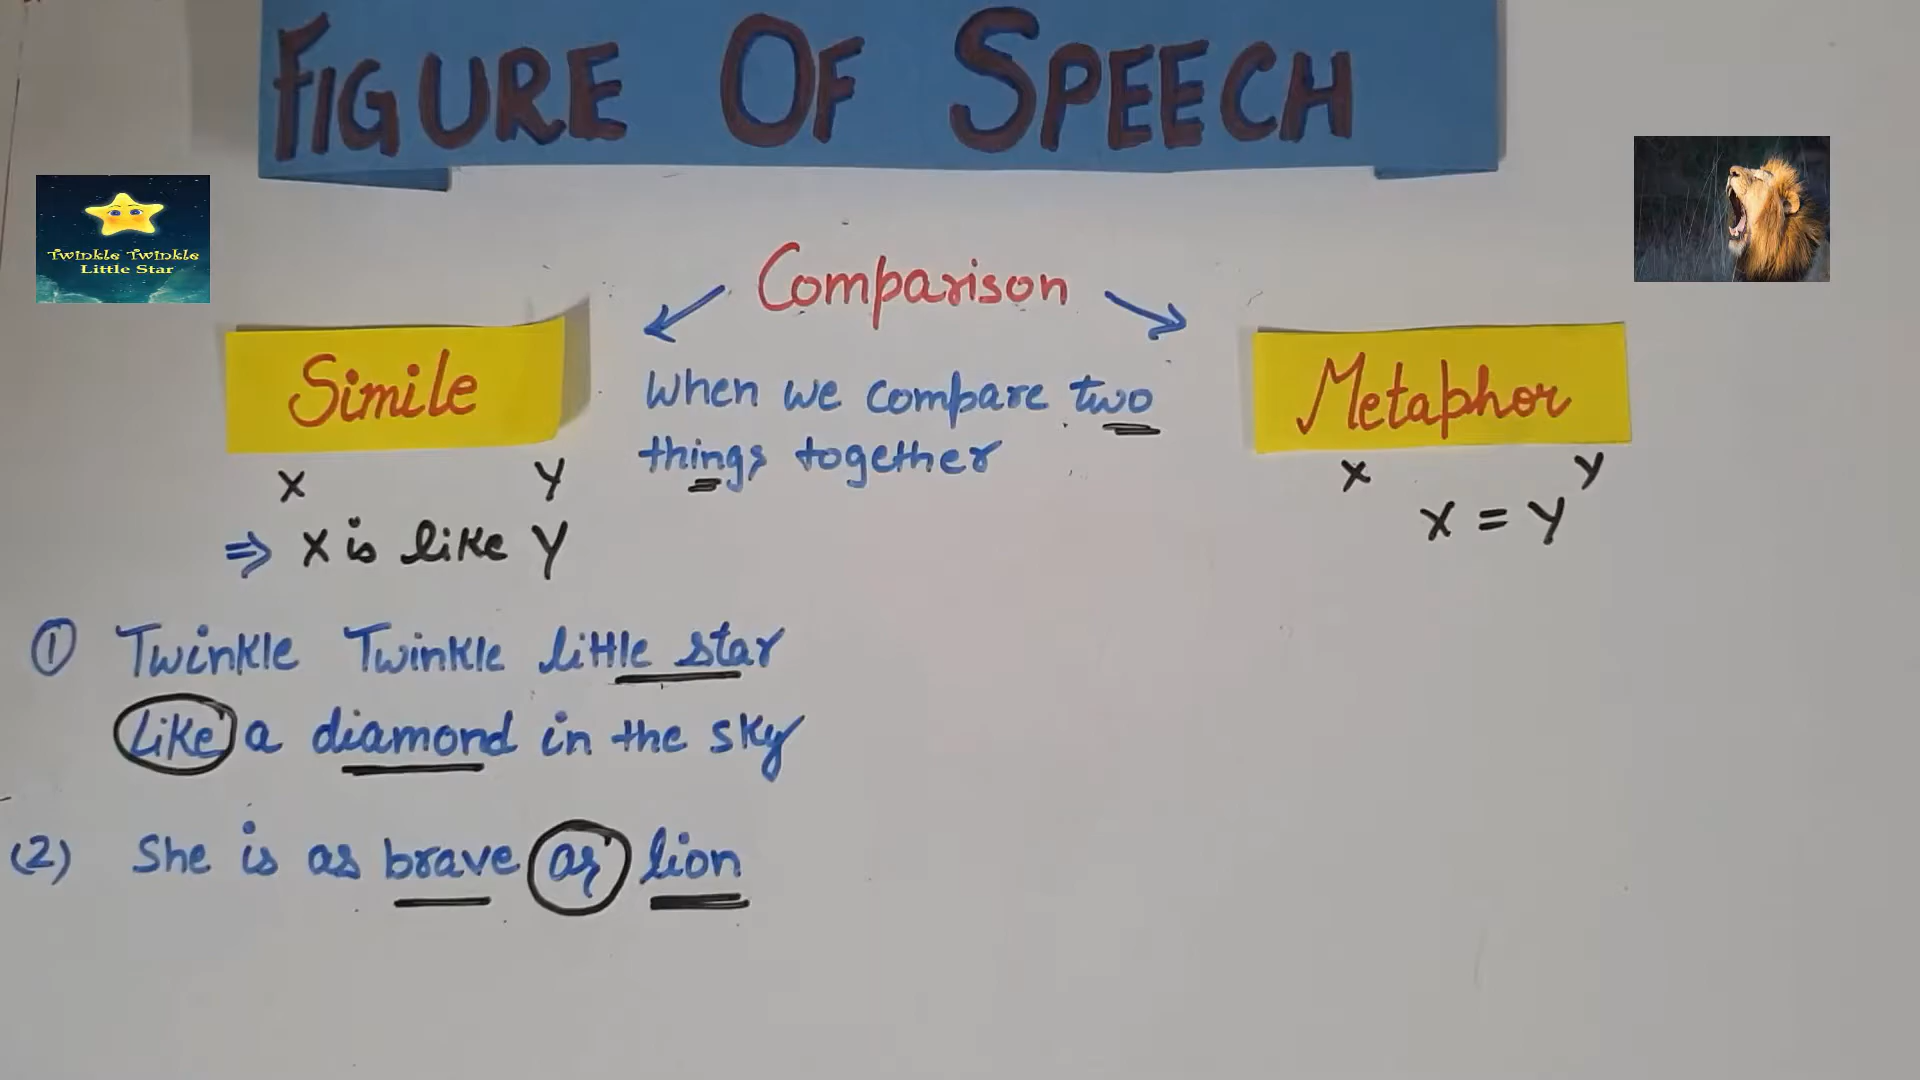 FIGURE OF SPEECH
Twinkle Twinkle
Little Star
Comparison
Simile
When we compare two
things together
Metaphor
X Y
X is like Y
X Y
X = Y
① Twinkle Twinkle little star
Like a diamond in the sky
(2) She is as brave as lion